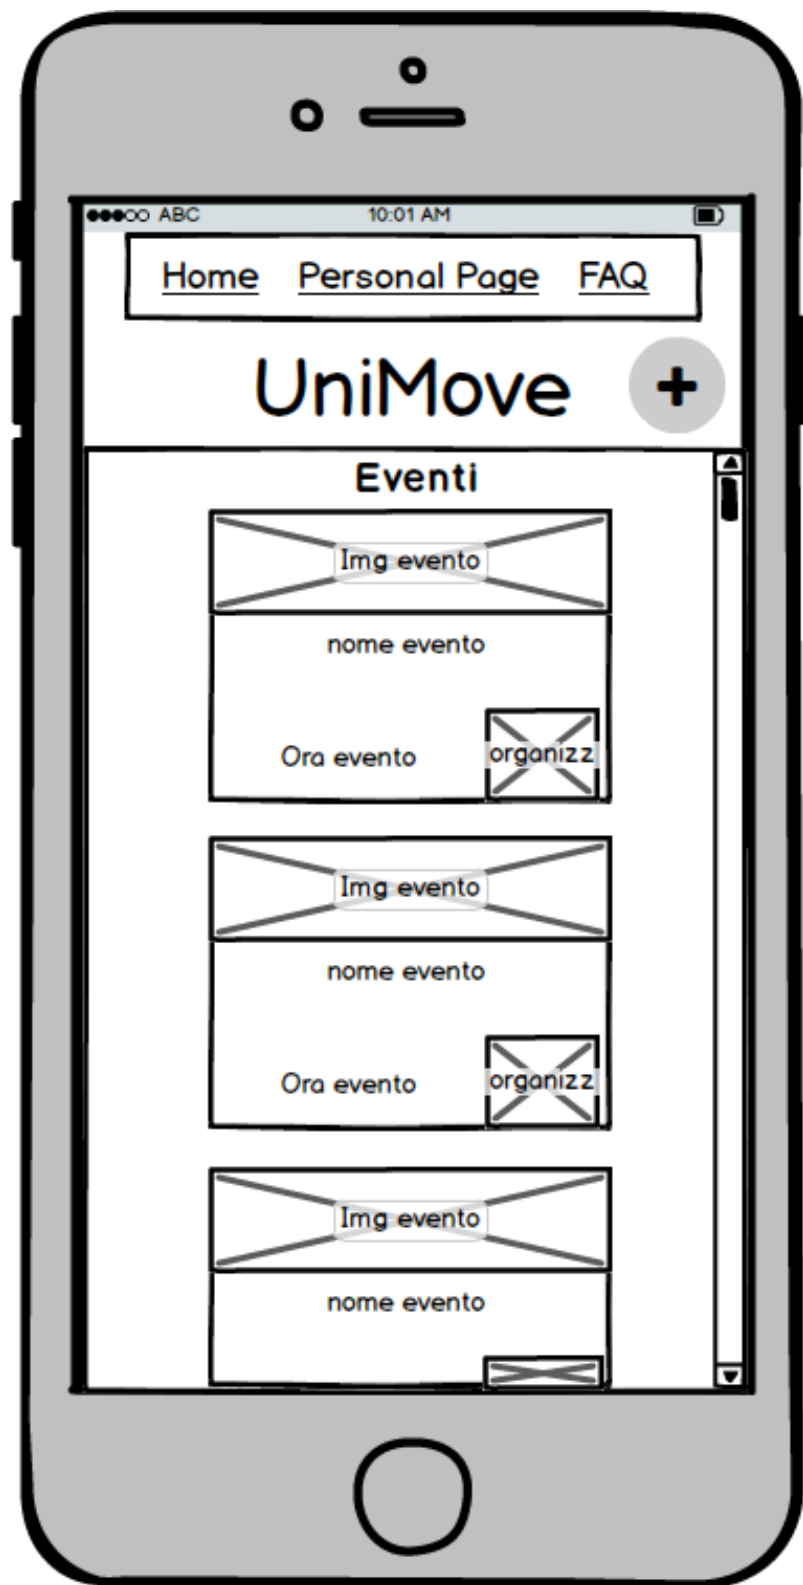 ABC 10:01 AM
Home Personal Page FAQ
UniMove +
Eventi
Img evento
nome evento
Ora evento organizz
Img evento
nome evento
Ora evento organizz
Img evento
nome evento